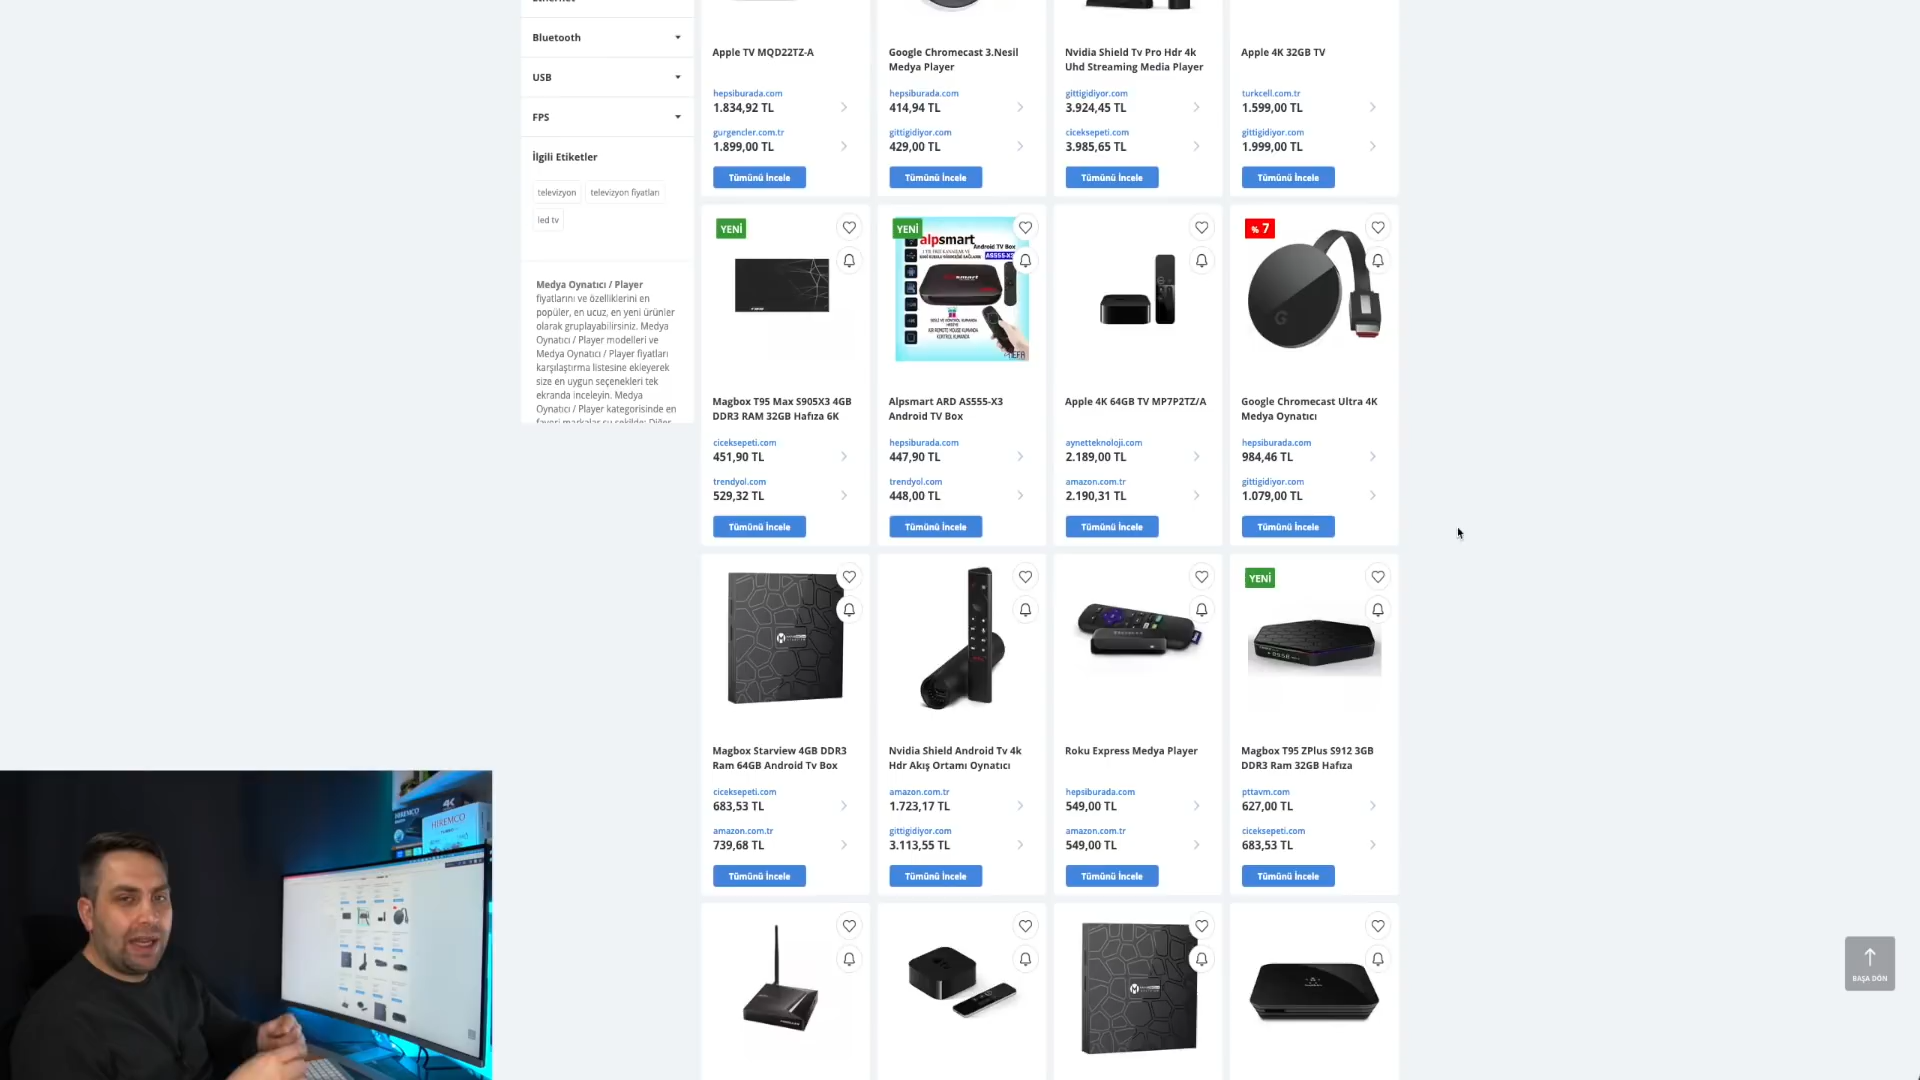 Bluetooth
USB
FPS
İlgili Etiketler
televizyon televizyon fiyatları
led tv
Medya Oynatıcı / Player
fiyatlarını ve özelliklerini en
popüler, en ucuz, en yeni ürünler
olarak gruplayabilirsiniz. Medya
Oynatıcı / Player modelleri ve
Medya Oynatıcı / Player fiyatları
karşılaştırma listesine ekleyerek
size en uygun seçenekleri tek
ekranda inceleyin. Medya
Oynatıcı / Player kategorisinde en
Apple TV MQD22TZ-A
hepsiburada.com
1.834,92 TL
gurgencler.com.tr
1.899,00 TL
Tümünü İncele
Google Chromecast 3.Nesil
Medya Player
hepsiburada.com
414,94 TL
gittigidiyor.com
429,00 TL
Tümünü İncele
Nvidia Shield Tv Pro Hdr 4k
Uhd Streaming Media Player
gittigidiyor.com
3.924,45 TL
ciceksepeti.com
3.985,65 TL
Tümünü İncele
Apple 4K 32GB TV
turkcell.com.tr
1.599,00 TL
gittigidiyor.com
1.999,00 TL
Tümünü İncele
YENİ
Magbox T95 Max S905X3 4GB
DDR3 RAM 32GB Hafıza 6K
ciceksepeti.com
451,90 TL
trendyol.com
529,32 TL
Tümünü İncele
YENİ
alpsmart
Android TV Box
AS555-X3
Alpsmart ARD AS555-X3
Android TV Box
hepsiburada.com
447,90 TL
trendyol.com
448,00 TL
Tümünü İncele
Apple 4K 64GB TV MP7P2TZ/A
aynetteknoloji.com
2.189,00 TL
amazon.com.tr
2.190,31 TL
Tümünü İncele
% 7
G
Google Chromecast Ultra 4K
Medya Oynatıcı
hepsiburada.com
984,46 TL
gittigidiyor.com
1.079,00 TL
Tümünü İncele
Magbox Starview 4GB DDR3
Ram 64GB Android Tv Box
ciceksepeti.com
683,53 TL
amazon.com.tr
739,68 TL
Tümünü İncele
Nvidia Shield Android Tv 4k
Hdr Akış Ortamı Oynatıcı
amazon.com.tr
1.723,17 TL
gittigidiyor.com
3.113,55 TL
Tümünü İncele
Roku Express Medya Player
hepsiburada.com
549,00 TL
amazon.com.tr
549,00 TL
Tümünü İncele
YENİ
Magbox T95 ZPlus S912 3GB
DDR3 Ram 32GB Hafıza
pttavm.com
627,00 TL
ciceksepeti.com
683,53 TL
Tümünü İncele
4K
HIREMCO
HIREMCO
BAŞA DÖN